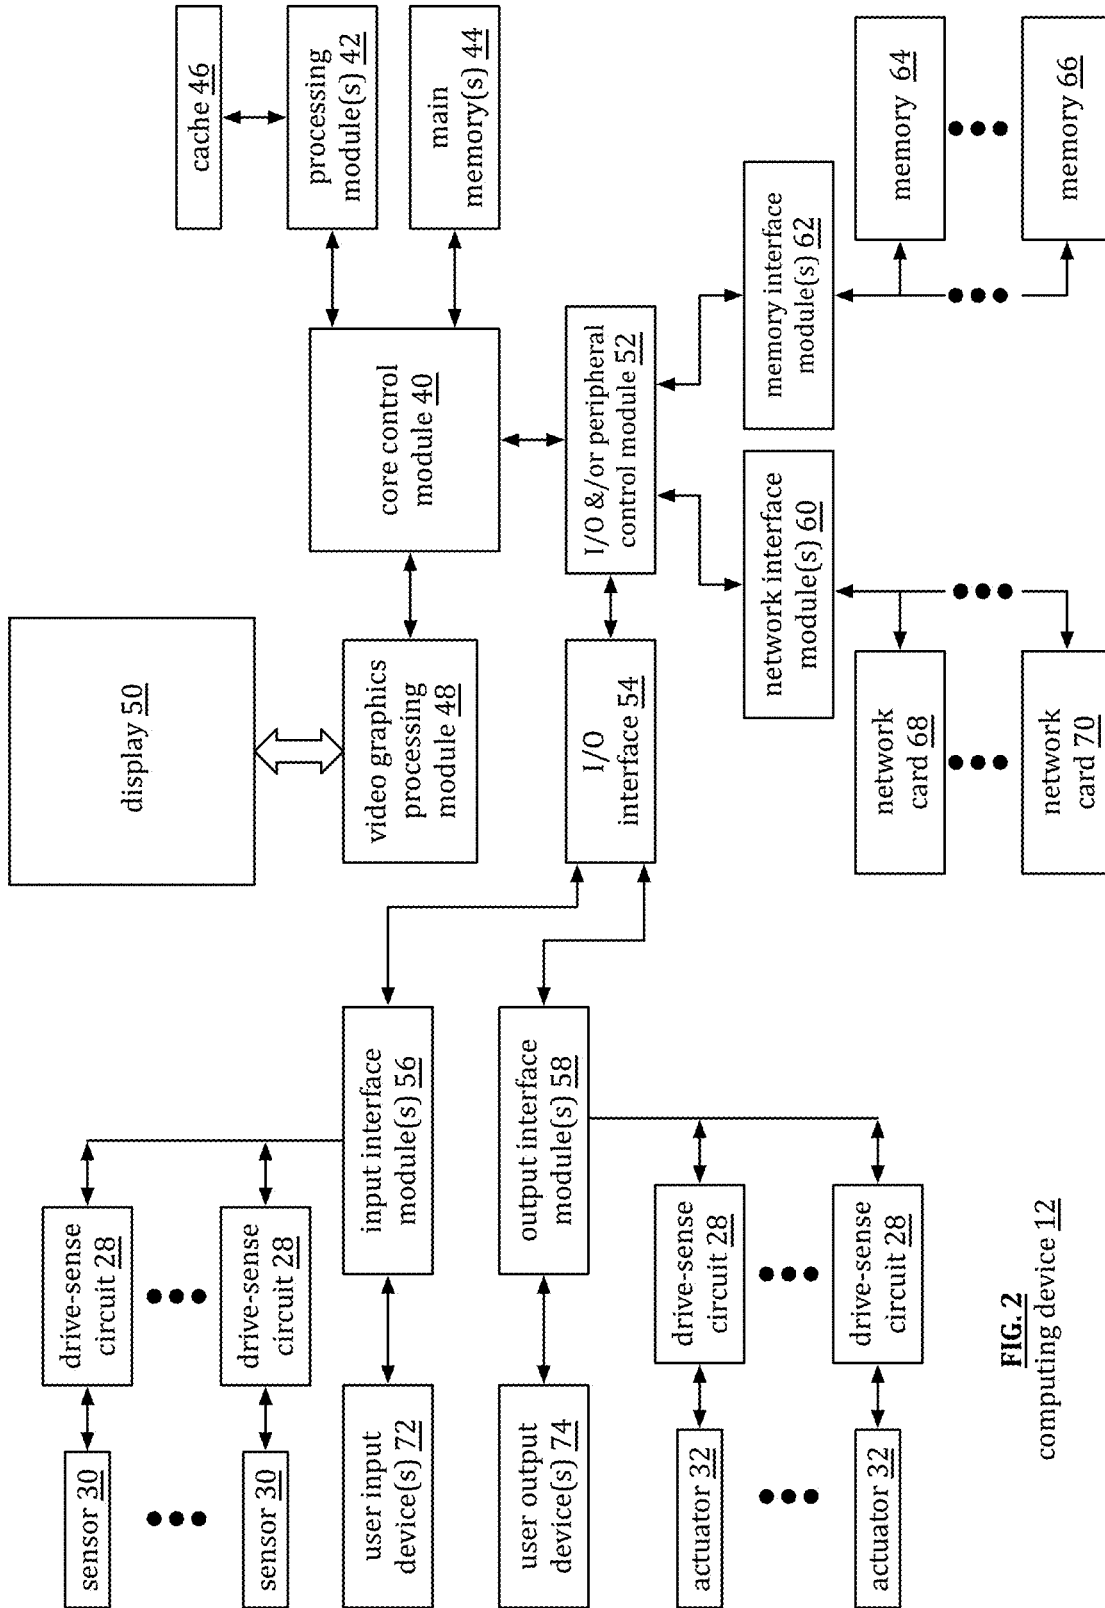 display 50
cache 46
video graphics
processing
module 48
core control
module 40
processing
module(s) 42
main
memory(s) 44
sensor 30
drive-sense
circuit 28
sensor 30
drive-sense
circuit 28
user input
device(s) 72
input interface
module(s) 56
I/O
interface 54
I/O &/or peripheral
control module 52
user output
device(s) 74
output interface
module(s) 58
actuator 32
drive-sense
circuit 28
actuator 32
drive-sense
circuit 28
network interface
module(s) 60
memory interface
module(s) 62
network
card 68
memory 64
network
card 70
memory 66
FIG. 2
computing device 12